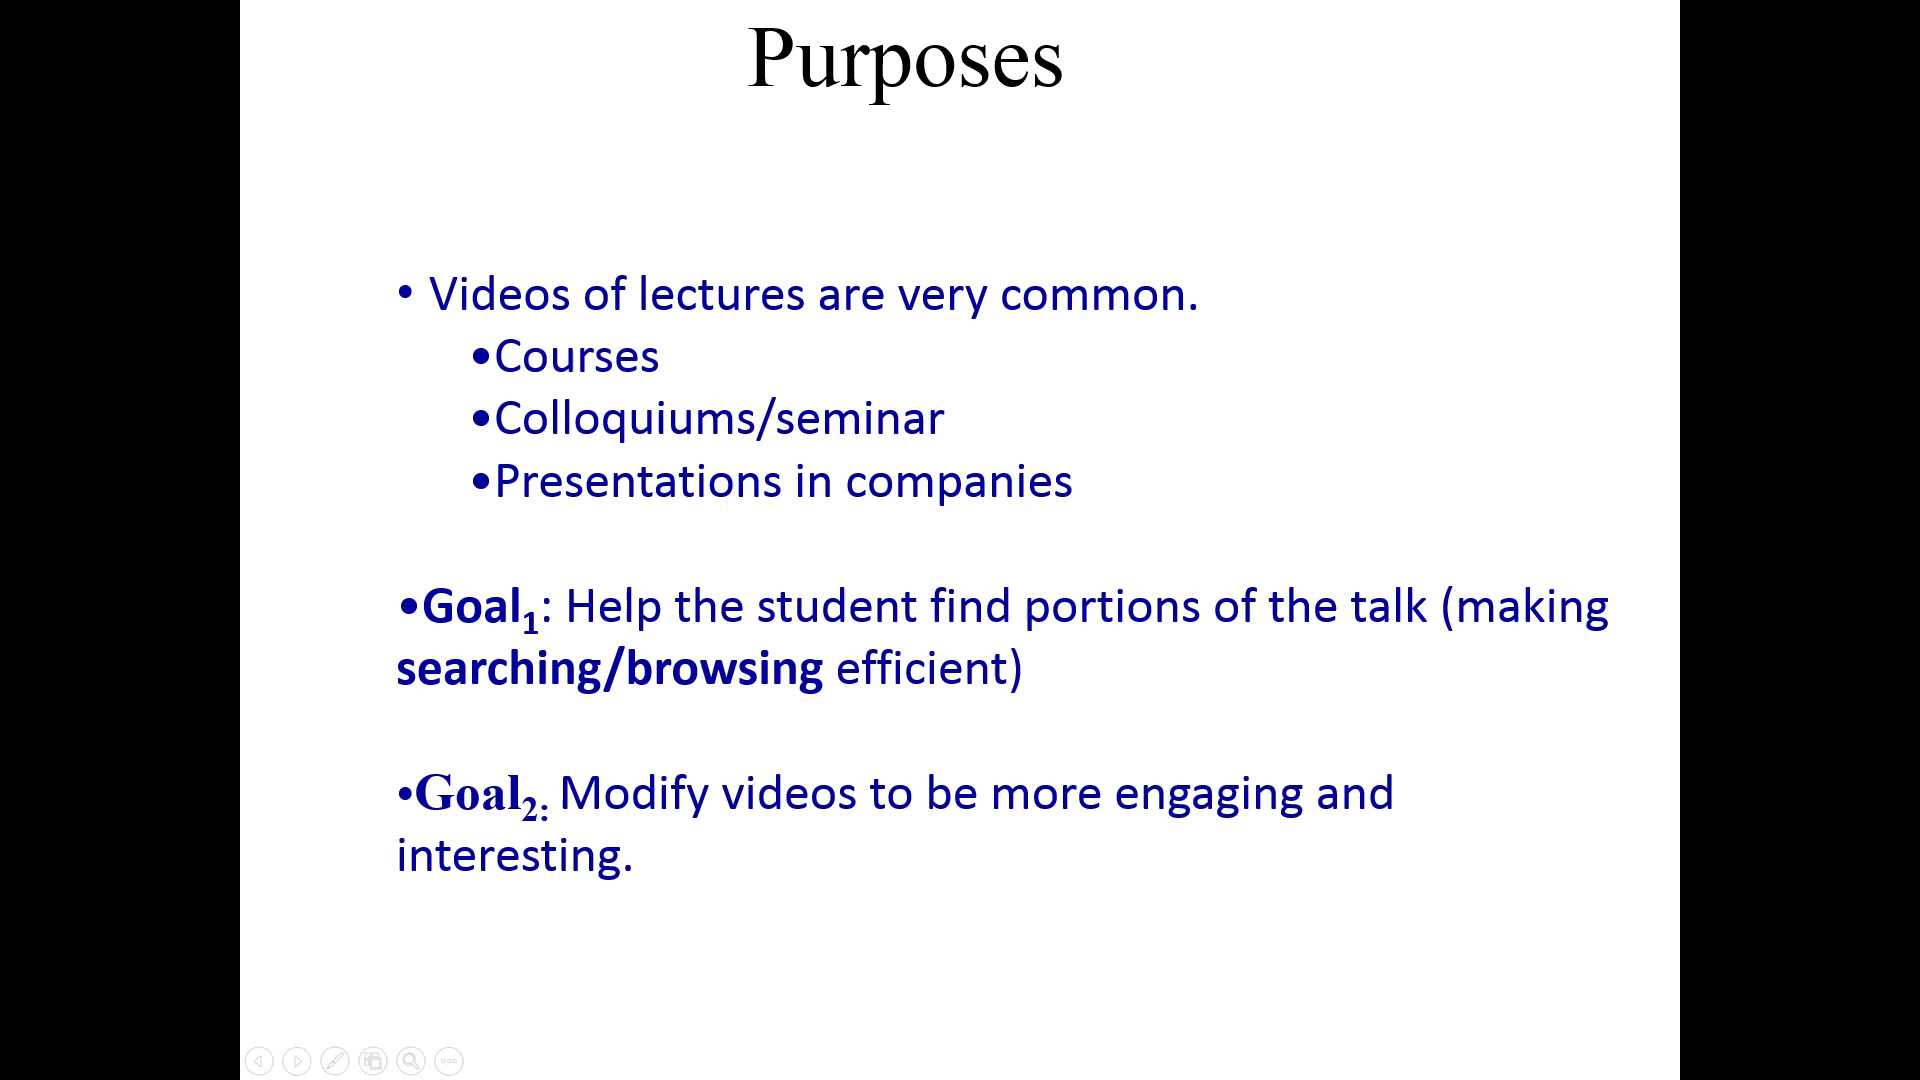 Purposes
• Videos of lectures are very common.
•Courses
•Colloquiums/seminar
•Presentations in companies
•Goal₁: Help the student find portions of the talk (making
searching/browsing efficient)
•Goal₂: Modify videos to be more engaging and
interesting.